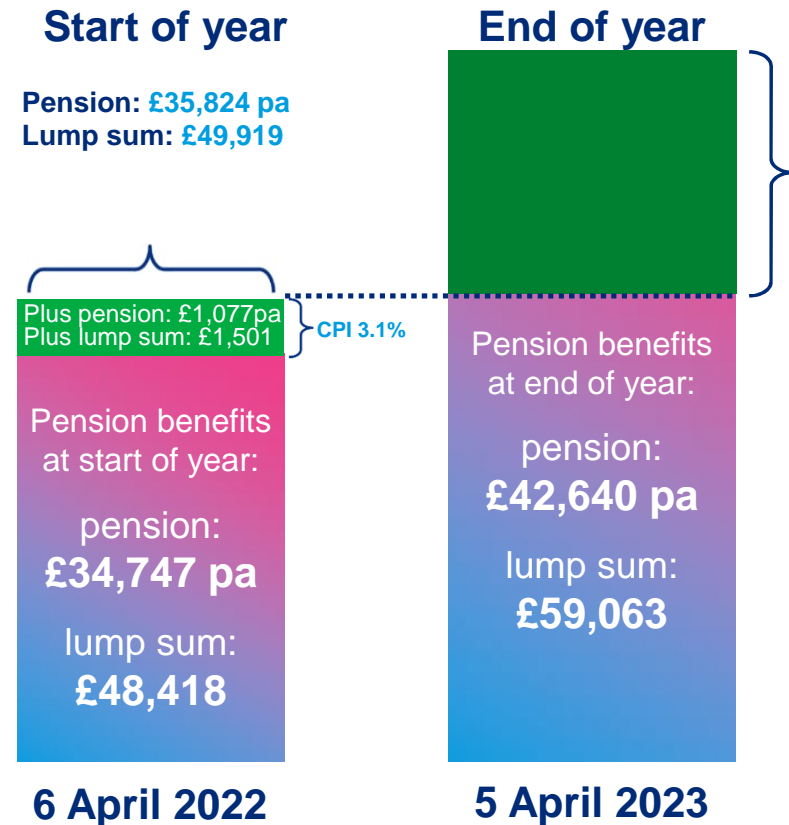 Start of year
Pension: £35,824 pa
Lump sum: £49,919
Plus pension: £1,077pa
Plus lump sum: £1,501
CPI 3.1%
Pension benefits
at start of year:
pension:
£34,747 pa
lump sum:
£48,418
6 April 2022
End of year
Pension benefits
at end of year:
pension:
£42,640 pa
lump sum:
£59,063
5 April 2023